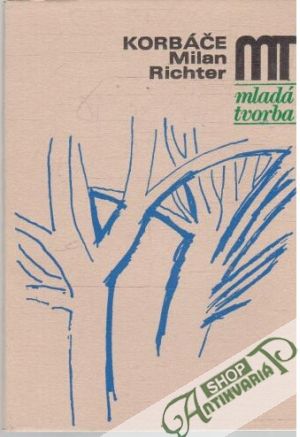 KORBÁČE
Milan
Richter
MT
mladá
tvorba
SHOP
ANTIKVARIÁT